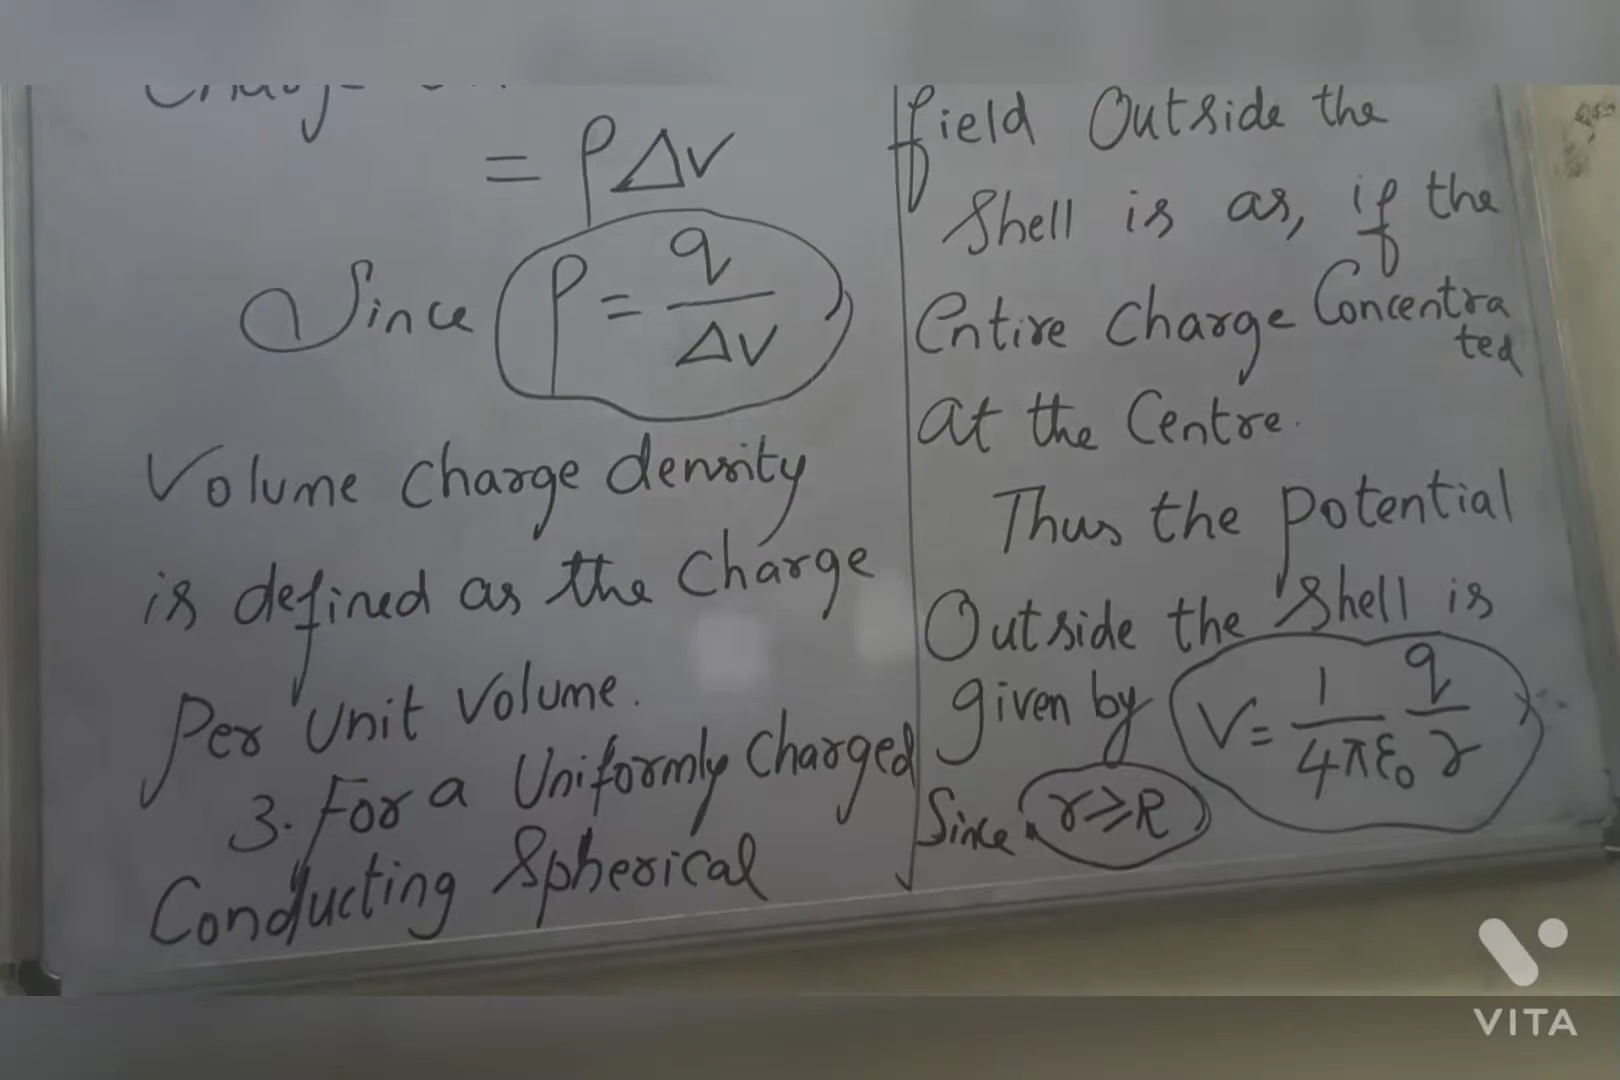 = ρΔV
Since ρ = q/ΔV
Volume charge density
is defined as the Charge
Per Unit Volume.
3. For a Uniformly Charged
Conducting Spherical
field Outside the
Shell is as, if the
Entire Charge Concentra
ted
at the Centre.
Thus the potential
Outside the Shell is
given by V = 1/4πε₀ q/r
Since r ≥ R
VITA